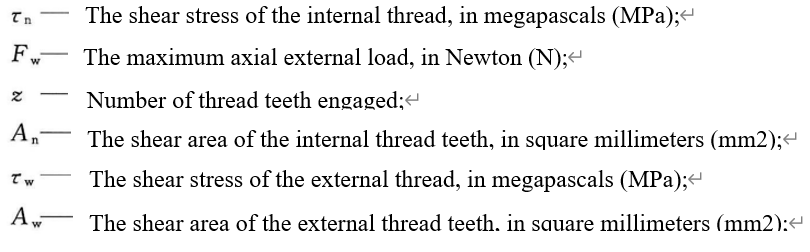 τn — The shear stress of the internal thread, in megapascals (MPa);↵
Fw — The maximum axial external load, in Newton (N);↵
z — Number of thread teeth engaged;↵
An — The shear area of the internal thread teeth, in square millimeters (mm2);↵
τw — The shear stress of the external thread, in megapascals (MPa);↵
Aw — The shear area of the external thread teeth, in square millimeters (mm2);↵